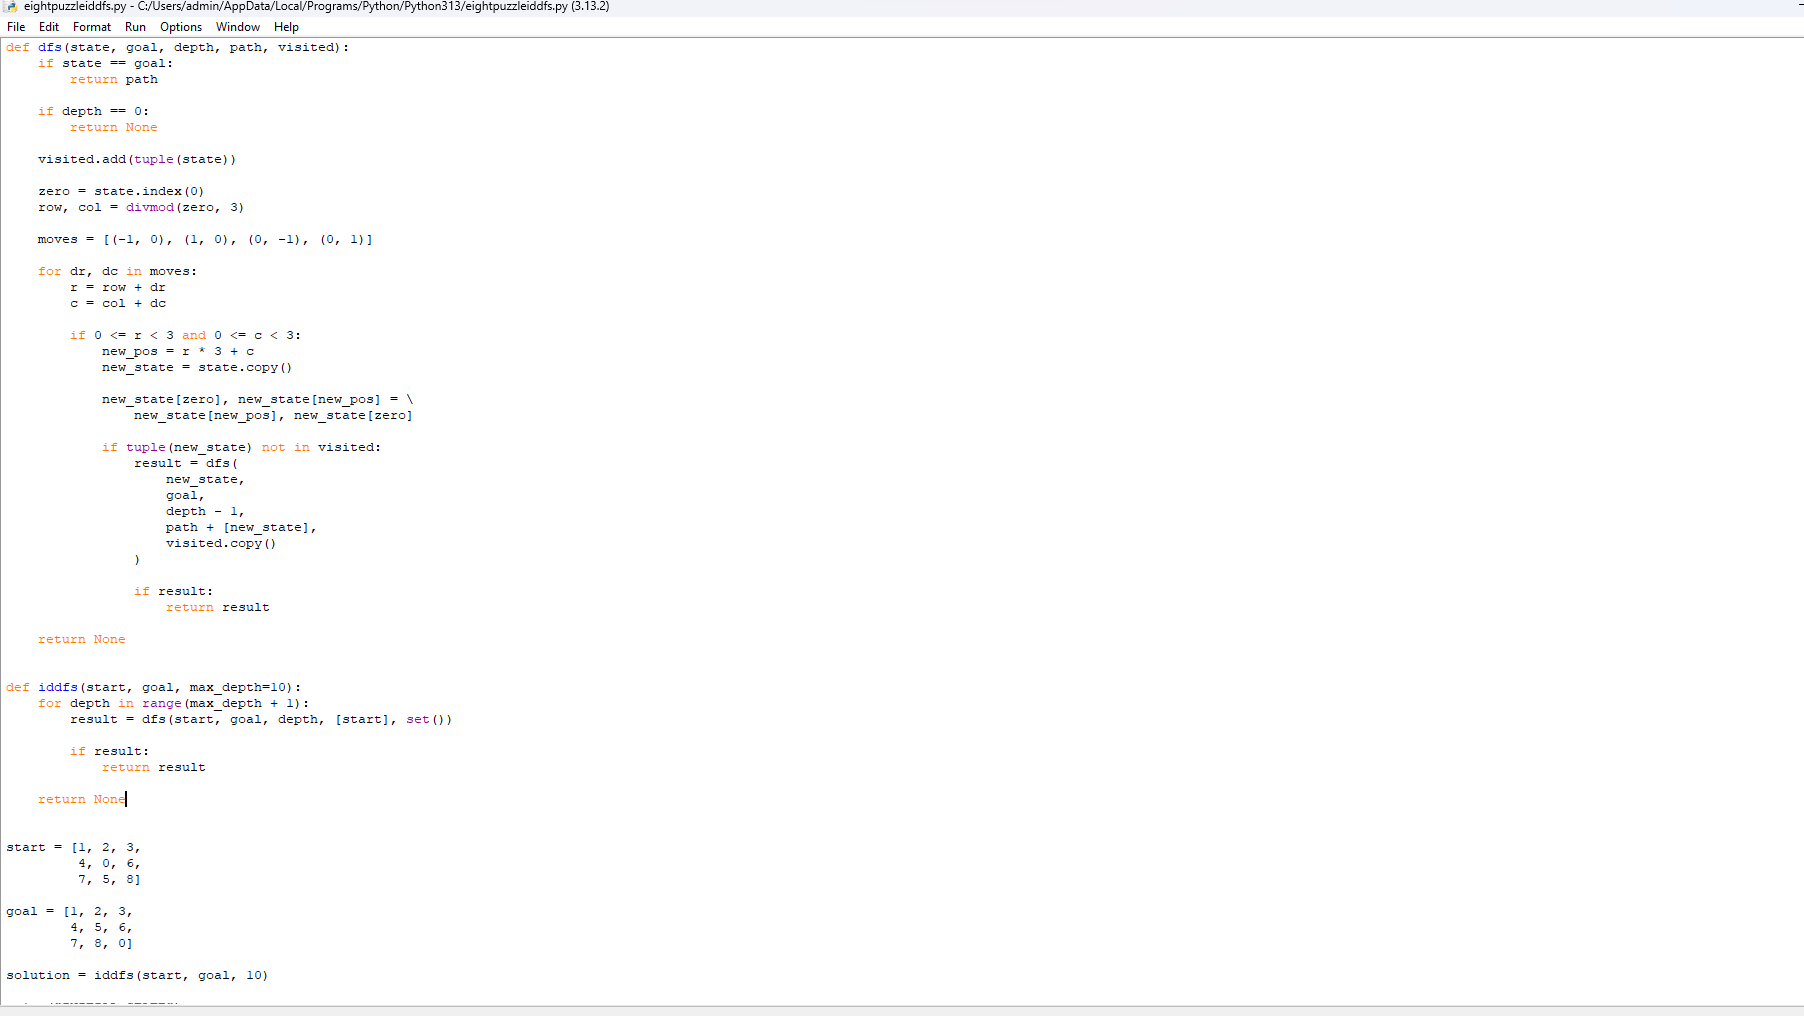 eightpuzzleiddfs.py - C:/Users/admin/AppData/Local/Programs/Python/Python313/eightpuzzleiddfs.py (3.13.2)
File Edit Format Run Options Window Help
def dfs(state, goal, depth, path, visited):
    if state == goal:
        return path

    if depth == 0:
        return None

    visited.add(tuple(state))

    zero = state.index(0)
    row, col = divmod(zero, 3)

    moves = [(-1, 0), (1, 0), (0, -1), (0, 1)]

    for dr, dc in moves:
        r = row + dr
        c = col + dc

        if 0 <= r < 3 and 0 <= c < 3:
            new_pos = r * 3 + c
            new_state = state.copy()

            new_state[zero], new_state[new_pos] = \
                new_state[new_pos], new_state[zero]

            if tuple(new_state) not in visited:
                result = dfs(
                    new_state,
                    goal,
                    depth - 1,
                    path + [new_state],
                    visited.copy()
                )

                if result:
                    return result

    return None


def iddfs(start, goal, max_depth=10):
    for depth in range(max_depth + 1):
        result = dfs(start, goal, depth, [start], set())

        if result:
            return result

    return None


start = [1, 2, 3,
         4, 0, 6,
         7, 5, 8]

goal = [1, 2, 3,
        4, 5, 6,
        7, 8, 0]

solution = iddfs(start, goal, 10)